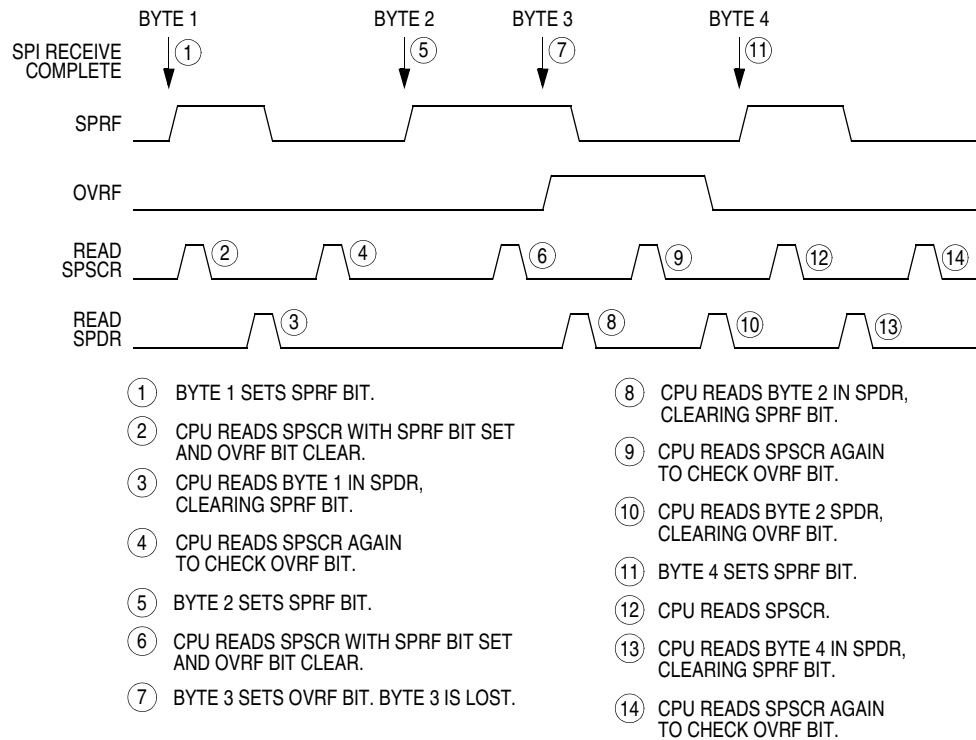 BYTE 1 BYTE 2 BYTE 3 BYTE 4
SPI RECEIVE
COMPLETE
1 5 7 11
SPRF
OVRF
READ
SPSCR
2 4 6 9 12 14
READ
SPDR
3 8 10 13
1 BYTE 1 SETS SPRF BIT.
2 CPU READS SPSCR WITH SPRF BIT SET
AND OVRF BIT CLEAR.
3 CPU READS BYTE 1 IN SPDR,
CLEARING SPRF BIT.
4 CPU READS SPSCR AGAIN
TO CHECK OVRF BIT.
5 BYTE 2 SETS SPRF BIT.
6 CPU READS SPSCR WITH SPRF BIT SET
AND OVRF BIT CLEAR.
7 BYTE 3 SETS OVRF BIT. BYTE 3 IS LOST.
8 CPU READS BYTE 2 IN SPDR,
CLEARING SPRF BIT.
9 CPU READS SPSCR AGAIN
TO CHECK OVRF BIT.
10 CPU READS BYTE 2 SPDR,
CLEARING OVRF BIT.
11 BYTE 4 SETS SPRF BIT.
12 CPU READS SPSCR.
13 CPU READS BYTE 4 IN SPDR,
CLEARING SPRF BIT.
14 CPU READS SPSCR AGAIN
TO CHECK OVRF BIT.